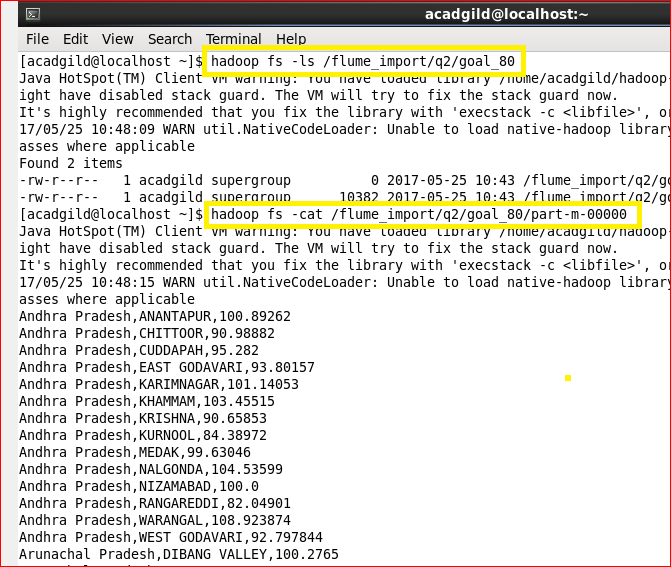 acadgild@localhost:~
File Edit View Search Terminal Help
[acadgild@localhost ~]$ hadoop fs -ls /flume_import/q2/goal_80
Java HotSpot(TM) Client VM warning: You have loaded library /home/acadgild/hadoop-
ight have disabled stack guard. The VM will try to fix the stack guard now.
It's highly recommended that you fix the library with 'execstack -c <libfile>', or
17/05/25 10:48:09 WARN util.NativeCodeLoader: Unable to load native-hadoop library
asses where applicable
Found 2 items
-rw-r--r--   1 acadgild supergroup          0 2017-05-25 10:43 /flume_import/q2/go
-rw-r--r--   1 acadgild supergroup      10382 2017-05-25 10:43 /flume_import/q2/go
[acadgild@localhost ~]$ hadoop fs -cat /flume_import/q2/goal_80/part-m-00000
Java HotSpot(TM) Client VM warning: You have loaded library /home/acadgild/hadoop-
ight have disabled stack guard. The VM will try to fix the stack guard now.
It's highly recommended that you fix the library with 'execstack -c <libfile>', or
17/05/25 10:48:15 WARN util.NativeCodeLoader: Unable to load native-hadoop library
asses where applicable
Andhra Pradesh,ANANTAPUR,100.89262
Andhra Pradesh,CHITTOOR,90.98882
Andhra Pradesh,CUDDAPAH,95.282
Andhra Pradesh,EAST GODAVARI,93.80157
Andhra Pradesh,KARIMNAGAR,101.14053
Andhra Pradesh,KHAMMAM,103.45515
Andhra Pradesh,KRISHNA,90.65853
Andhra Pradesh,KURNOOL,84.38972
Andhra Pradesh,MEDAK,99.63046
Andhra Pradesh,NALGONDA,104.53599
Andhra Pradesh,NIZAMABAD,100.0
Andhra Pradesh,RANGAREDDI,82.04901
Andhra Pradesh,WARANGAL,108.923874
Andhra Pradesh,WEST GODAVARI,92.797844
Arunachal Pradesh,DIBANG VALLEY,100.2765